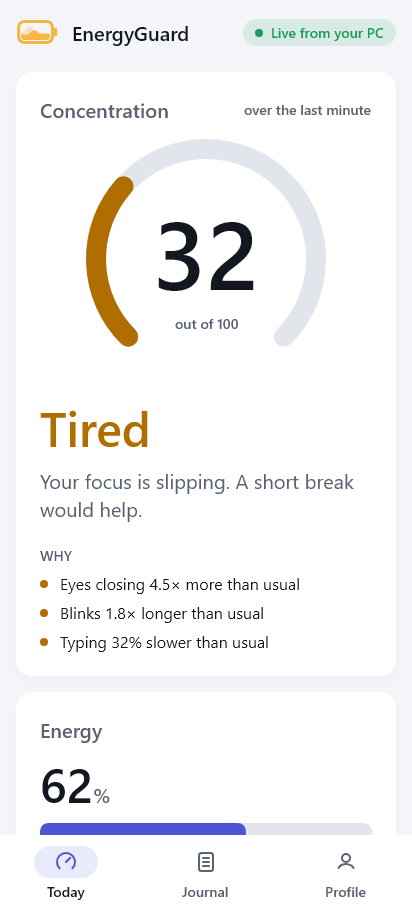 EnergyGuard
Live from your PC
Concentration
over the last minute
32
out of 100
Tired
Your focus is slipping. A short break
would help.
WHY
Eyes closing 4.5× more than usual
Blinks 1.8× longer than usual
Typing 32% slower than usual
Energy
62%
Today
Journal
Profile